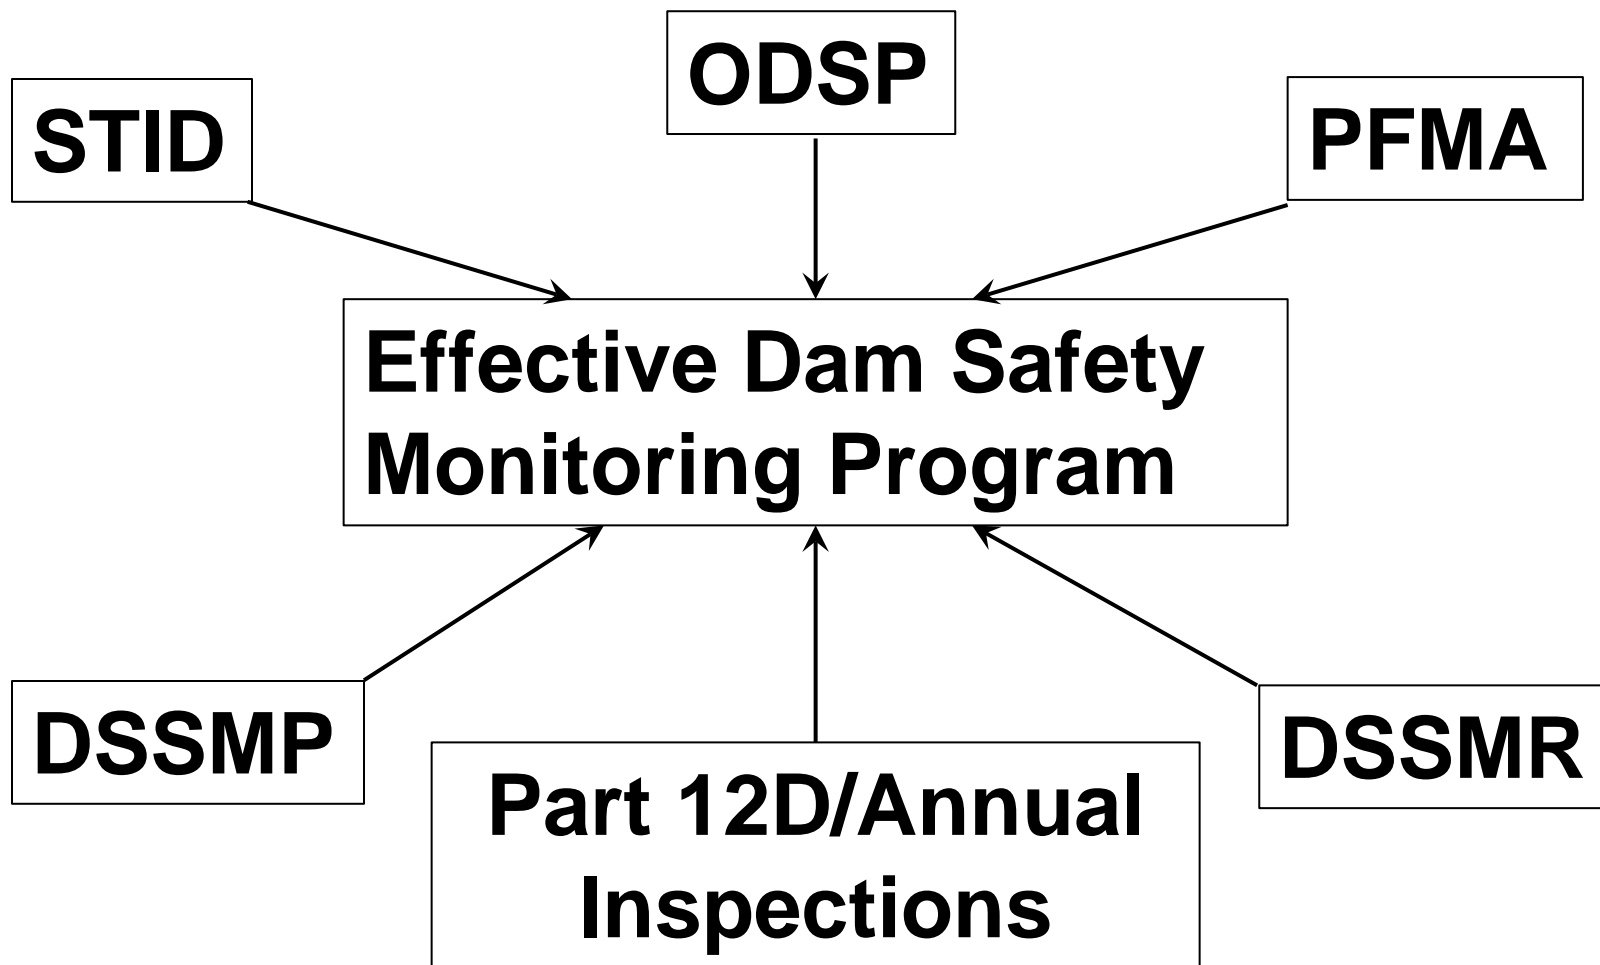 ODSP
STID
PFMA
Effective Dam Safety
Monitoring Program
DSSMP
DSSMR
Part 12D/Annual
Inspections